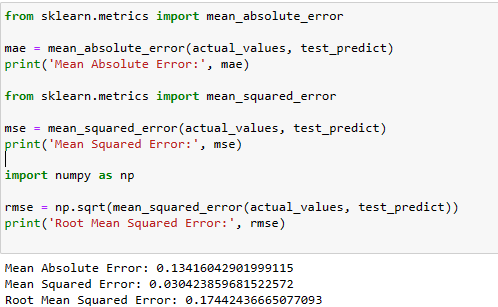 from sklearn.metrics import mean_absolute_error
mae = mean_absolute_error(actual_values, test_predict)
print('Mean Absolute Error:', mae)
from sklearn.metrics import mean_squared_error
mse = mean_squared_error(actual_values, test_predict)
print('Mean Squared Error:', mse)
import numpy as np
rmse = np.sqrt(mean_squared_error(actual_values, test_predict))
print('Root Mean Squared Error:', rmse)
Mean Absolute Error: 0.13416042901999115
Mean Squared Error: 0.030423859681522572
Root Mean Squared Error: 0.17442436665077093